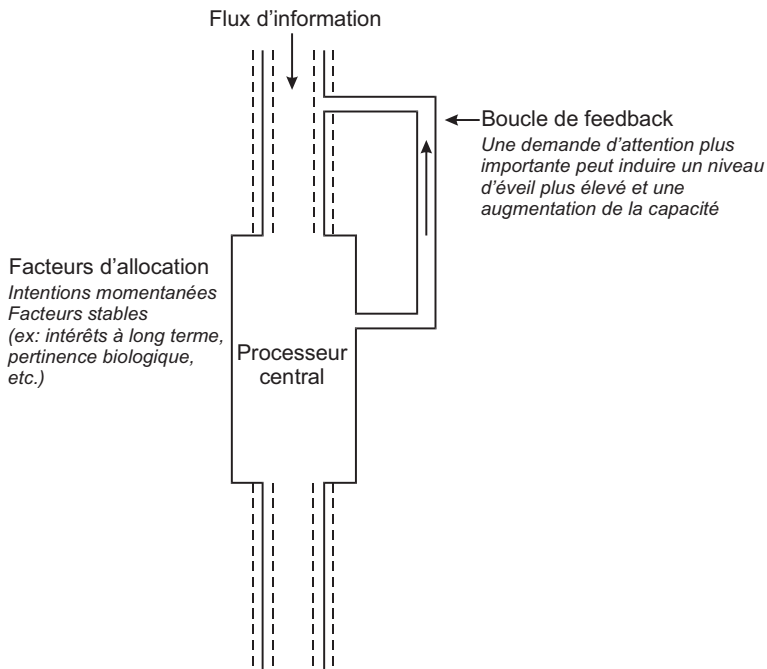 Flux d’information
Boucle de feedback
Une demande d’attention plus
importante peut induire un niveau
d’éveil plus élevé et une
augmentation de la capacité
Facteurs d’allocation
Intentions momentanées
Facteurs stables
(ex: intérêts à long terme,
pertinence biologique,
etc.)
Processeur
central